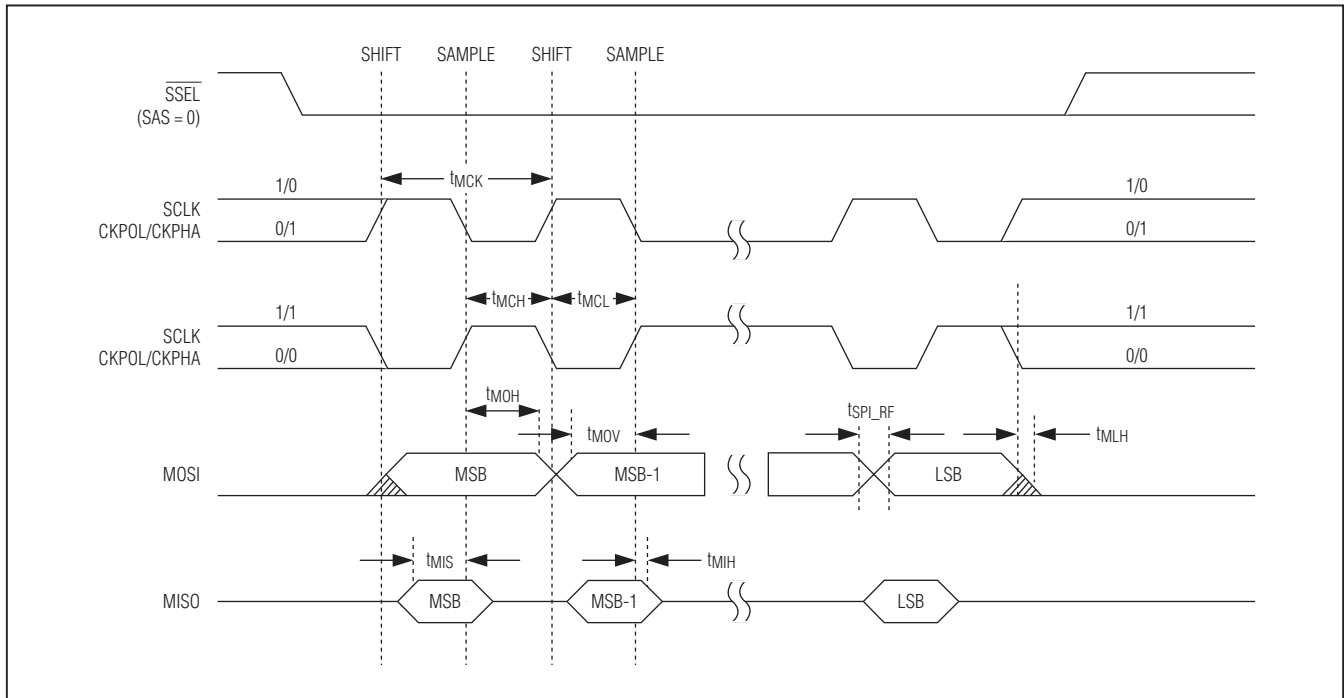 SHIFT SAMPLE SHIFT SAMPLE
SSEL
(SAS = 0)
tMCK
1/0 1/0
SCLK
CKPOL/CKPHA
0/1 0/1
tMCH tMCL
1/1 1/1
SCLK
CKPOL/CKPHA
0/0 0/0
tMOH
tSPI_RF
tMOV tMLH
MOSI MSB MSB-1 LSB
tMIS tMIH
MISO MSB MSB-1 LSB